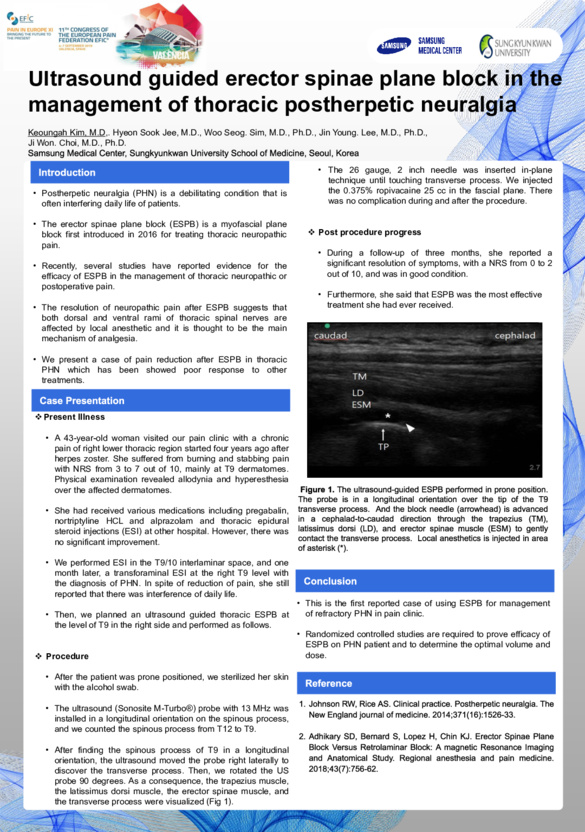 EFIC
PAIN IN EUROPE XI
BRINGING THE FUTURE TO
THE PRESENT
11TH CONGRESS OF
THE EUROPEAN PAIN
FEDERATION EFIC®
VALENCIA
SAMSUNG
SAMSUNG
MEDICAL CENTER
SUNGKYUNKWAN
UNIVERSITY
Ultrasound guided erector spinae plane block in the
management of thoracic postherpetic neuralgia
Keoungah Kim, M.D,. Hyeon Sook Jee, M.D., Woo Seog. Sim, M.D., Ph.D., Jin Young. Lee, M.D., Ph.D.,
Ji Won. Choi, M.D., Ph.D.
Samsung Medical Center, Sungkyunkwan University School of Medicine, Seoul, Korea
Introduction
• Postherpetic neuralgia (PHN) is a debilitating condition that is
often interfering daily life of patients.
• The erector spinae plane block (ESPB) is a myofascial plane
block first introduced in 2016 for treating thoracic neuropathic
pain.
• Recently, several studies have reported evidence for the
efficacy of ESPB in the management of thoracic neuropathic or
postoperative pain.
• The resolution of neuropathic pain after ESPB suggests that
both dorsal and ventral rami of thoracic spinal nerves are
affected by local anesthetic and it is thought to be the main
mechanism of analgesia.
• We present a case of pain reduction after ESPB in thoracic
PHN which has been showed poor response to other
treatments.
Case Presentation
❖ Present Illness
• A 43-year-old woman visited our pain clinic with a chronic
pain of right lower thoracic region started four years ago after
herpes zoster. She suffered from burning and stabbing pain
with NRS from 3 to 7 out of 10, mainly at T9 dermatomes.
Physical examination revealed allodynia and hyperesthesia
over the affected dermatomes.
• She had received various medications including pregabalin,
nortriptyline HCL and alprazolam and thoracic epidural
steroid injections (ESI) at other hospital. However, there was
no significant improvement.
• We performed ESI in the T9/10 interlaminar space, and one
month later, a transforaminal ESI at the right T9 level with
the diagnosis of PHN. In spite of reduction of pain, she still
reported that there was interference of daily life.
• Then, we planned an ultrasound guided thoracic ESPB at
the level of T9 in the right side and performed as follows.
❖ Procedure
• After the patient was prone positioned, we sterilized her skin
with the alcohol swab.
• The ultrasound (Sonosite M-Turbo®) probe with 13 MHz was
installed in a longitudinal orientation on the spinous process,
and we counted the spinous process from T12 to T9.
• After finding the spinous process of T9 in a longitudinal
orientation, the ultrasound moved the probe right laterally to
discover the transverse process. Then, we rotated the US
probe 90 degrees. As a consequence, the trapezius muscle,
the latissimus dorsi muscle, the erector spinae muscle, and
the transverse process were visualized (Fig 1).
• The 26 gauge, 2 inch needle was inserted in-plane
technique until touching transverse process. We injected
the 0.375% ropivacaine 25 cc in the fascial plane. There
was no complication during and after the procedure.
❖ Post procedure progress
• During a follow-up of three months, she reported a
significant resolution of symptoms, with a NRS from 0 to 2
out of 10, and was in good condition.
• Furthermore, she said that ESPB was the most effective
treatment she had ever received.
caudad cephalad
TM
LD
ESM
*
TP
2.7
Figure 1. The ultrasound-guided ESPB performed in prone position.
The probe is in a longitudinal orientation over the tip of the T9
transverse process. And the block needle (arrowhead) is advanced
in a cephalad-to-caudad direction through the trapezius (TM),
latissimus dorsi (LD), and erector spinae muscle (ESM) to gently
contact the transverse process. Local anesthetics is injected in area
of asterisk (*).
Conclusion
• This is the first reported case of using ESPB for management
of refractory PHN in pain clinic.
• Randomized controlled studies are required to prove efficacy of
ESPB on PHN patient and to determine the optimal volume and
dose.
Reference
1. Johnson RW, Rice AS. Clinical practice. Postherpetic neuralgia. The
New England journal of medicine. 2014;371(16):1526-33.
2. Adhikary SD, Bernard S, Lopez H, Chin KJ. Erector Spinae Plane
Block Versus Retrolaminar Block: A magnetic Resonance Imaging
and Anatomical Study. Regional anesthesia and pain medicine.
2018;43(7):756-62.